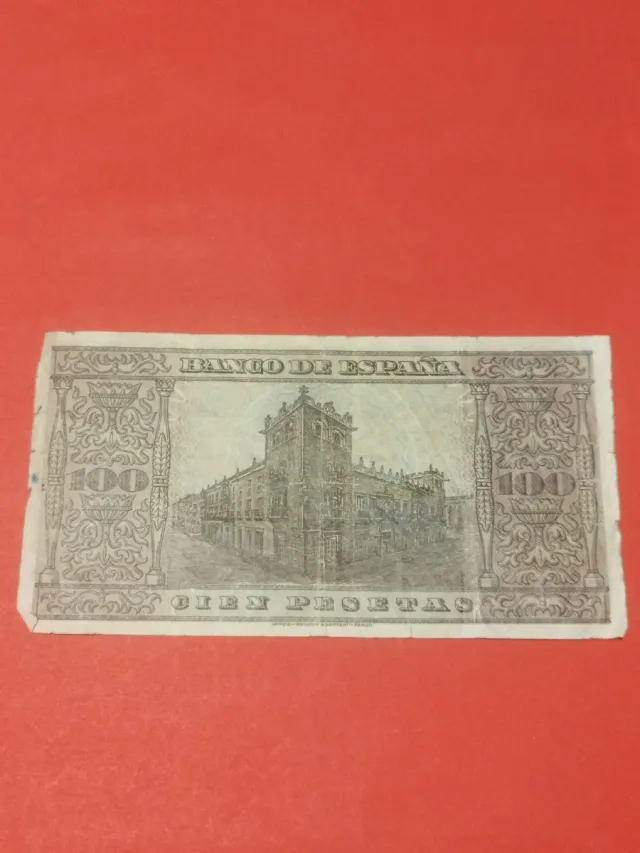 BANCO DE ESPAÑA
100 100
CIEN PESETAS